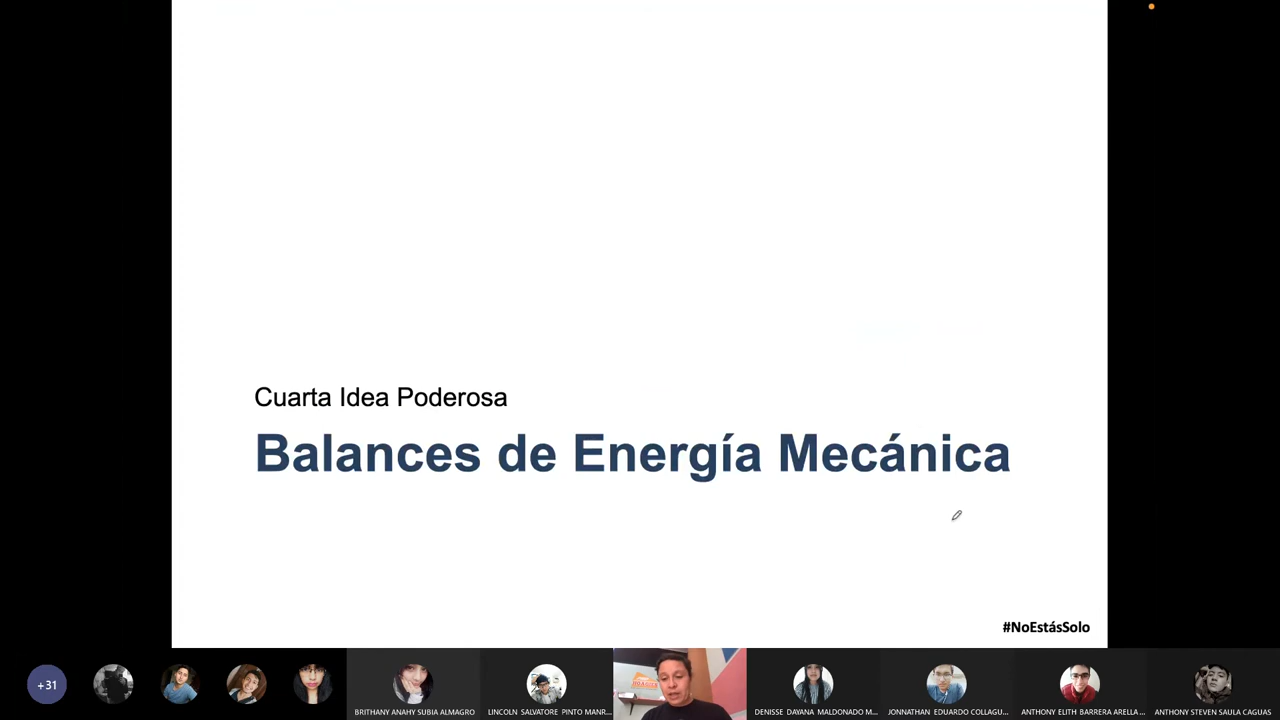 Cuarta Idea Poderosa
Balances de Energía Mecánica
#NoEstásSolo
+31
BRITHANY ANAHY SUBIA ALMAGRO
LINCOLN SALVATORE PINTO MANR...
DENISSE DAYANA MALDONADO M...
JONNATHAN EDUARDO COLLAGU...
ANTHONY ELITH BARRERA ARELLA ...
ANTHONY STEVEN SAULA CAGUAS